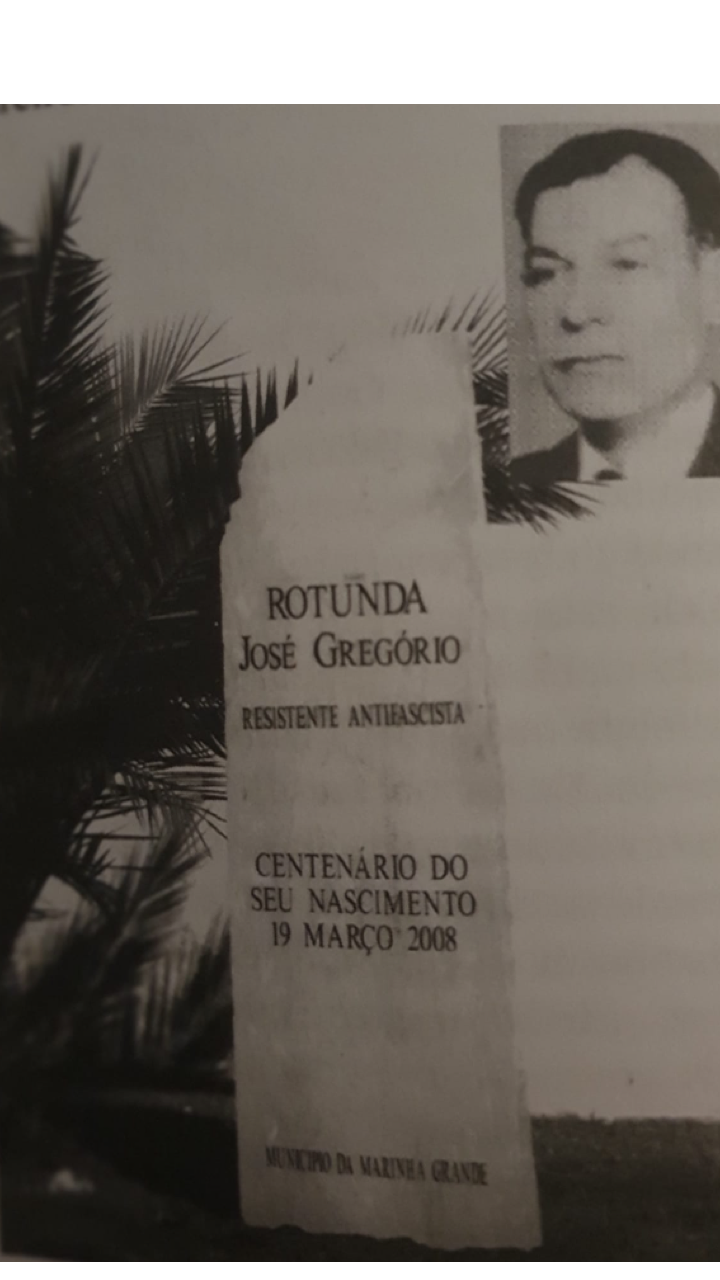 ROTUNDA
JOSÉ GREGÓRIO
RESISTENTE ANTIFASCISTA
CENTENÁRIO DO
SEU NASCIMENTO
19 MARÇO 2008
MUNICÍPIO DA MARINHA GRANDE